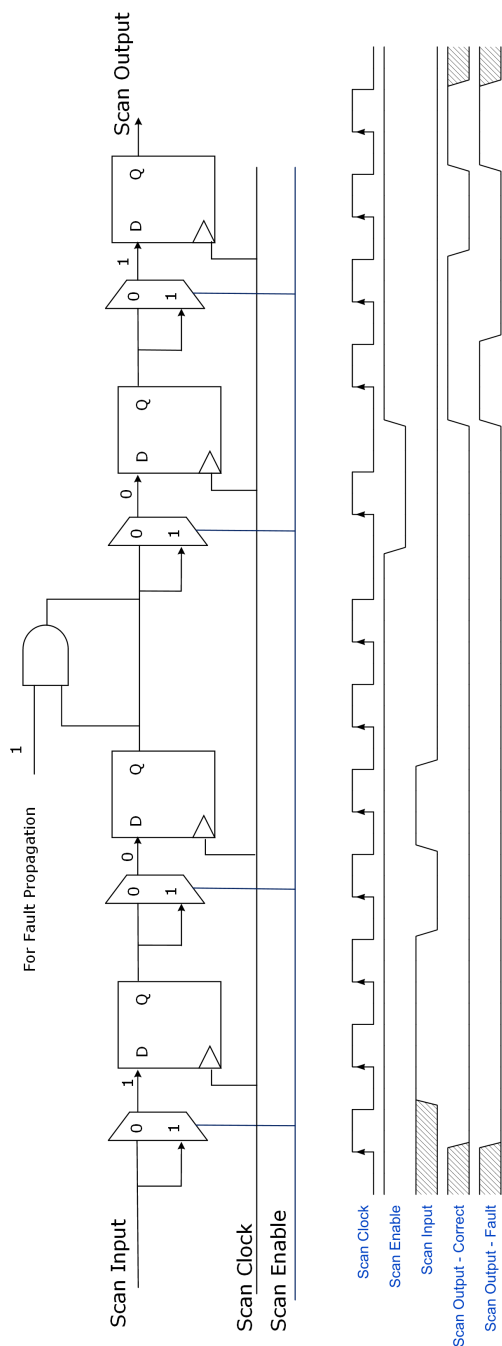 For Fault Propagation
1
Scan Input
0
1
1
D
Q
0
1
0
D
Q
0
1
0
D
Q
0
1
1
D
Q
Scan Output
Scan Clock
Scan Enable
Scan Clock
Scan Enable
Scan Input
Scan Output - Correct
Scan Output - Fault